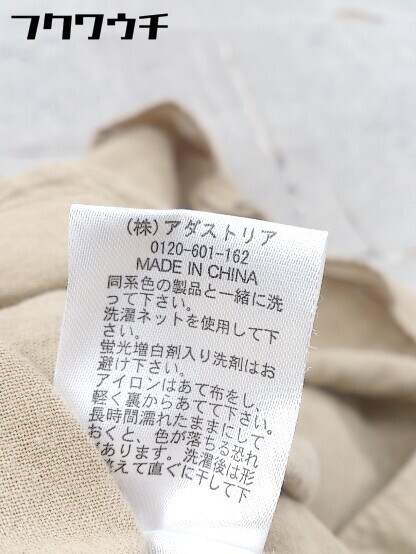 フクワウチ
(株)アダストリア
0120-601-162
MADE IN CHINA
同系色の製品と一緒に洗
って下さい。
洗濯ネットを使用して下
さい。
蛍光増白剤入り洗剤はお
避け下さい。
アイロンはあて布をし、
軽く裏からあてて下さい。
長時間濡れたままにして
おくと、色が落ちる恐れ
があります。洗濯後は形
整えて直ぐに干して下